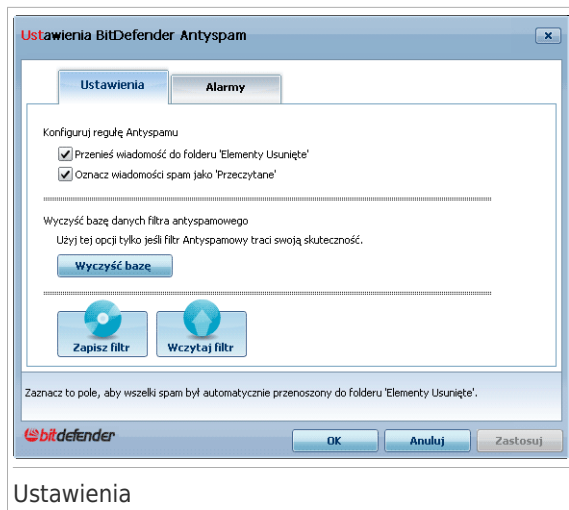 Ustawienia BitDefender Antyspam
Ustawienia
Alarmy
Konfiguruj regułę Antyspamu
Przenieś wiadomość do folderu 'Elementy Usunięte'
Oznacz wiadomości spam jako 'Przeczytane'
Wyczyść bazę danych filtra antyspamowego
Użyj tej opcji tylko jeśli filtr Antyspamowy traci swoją skuteczność.
Wyczyść bazę
Zapisz filtr
Wczytaj filtr
Zaznacz to pole, aby wszelki spam był automatycznie przenoszony do folderu 'Elementy Usunięte'.
bitdefender
OK
Anuluj
Zastosuj
Ustawienia